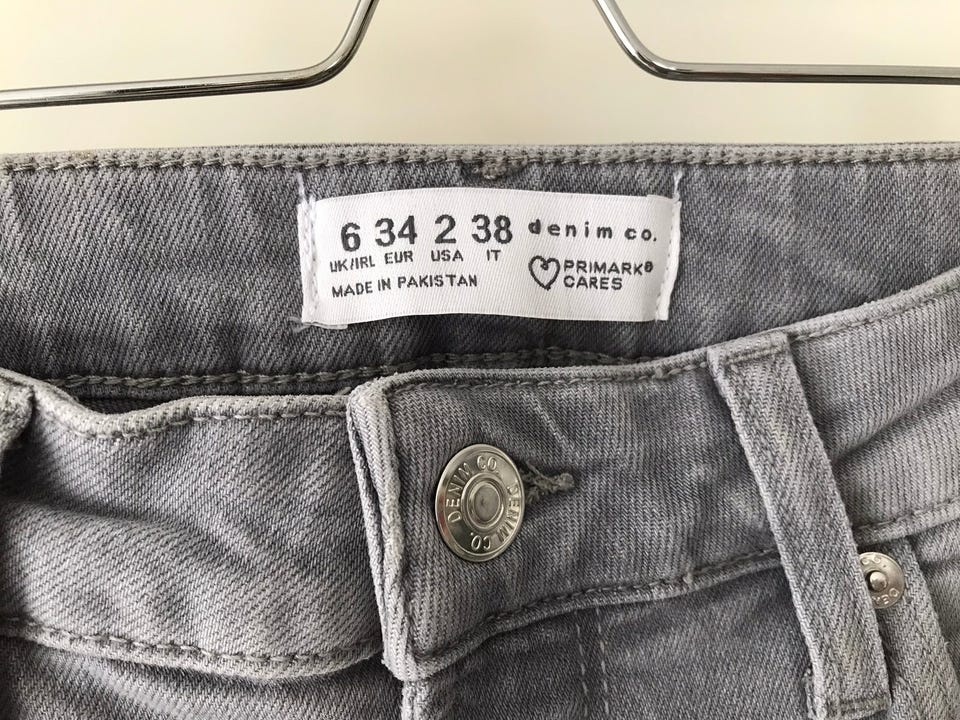 6 34 2 38 denim co.
UK/IRL EUR USA IT
MADE IN PAKISTAN
PRIMARK®
CARES
DENIM CO. DENIM CO.